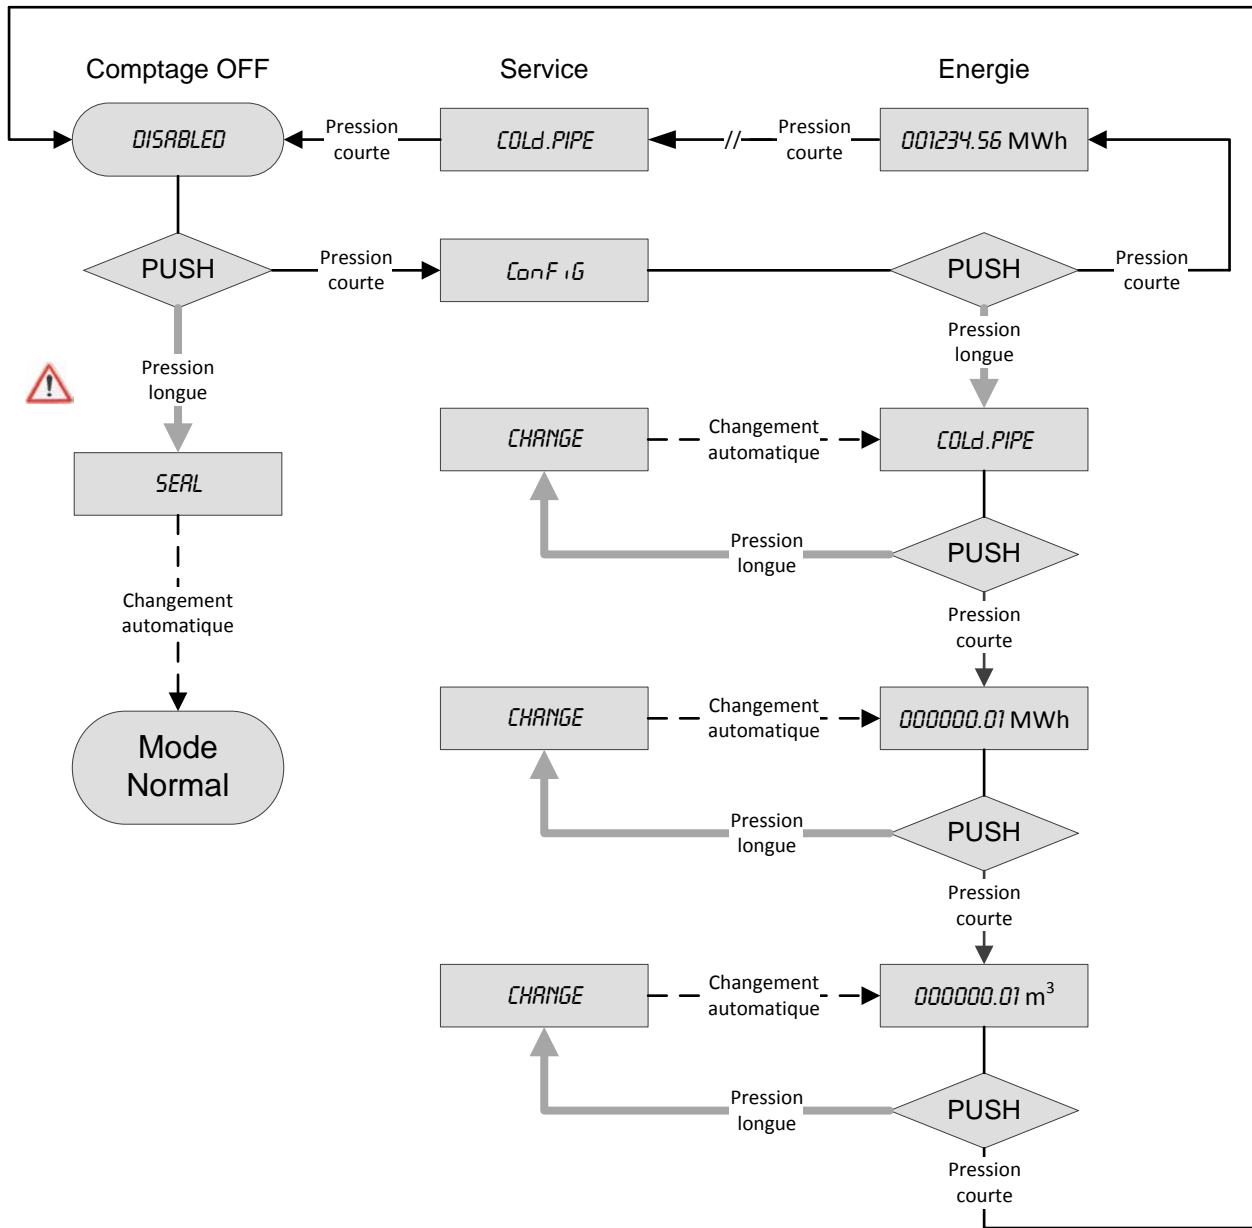 Comptage OFF
Service
Energie
DISABLED
Pression
courte
COLd.PIPE
//
Pression
courte
001234.56 MWh
PUSH
Pression
courte
ConFiG
PUSH
Pression
courte
Pression
longue
Pression
longue
CHANGE
Changement
automatique
COLd.PIPE
SEAL
Pression
longue
PUSH
Changement
automatique
Pression
courte
CHANGE
Changement
automatique
000000.01 MWh
Mode
Normal
Pression
longue
PUSH
Pression
courte
CHANGE
Changement
automatique
000000.01 m³
Pression
longue
PUSH
Pression
courte